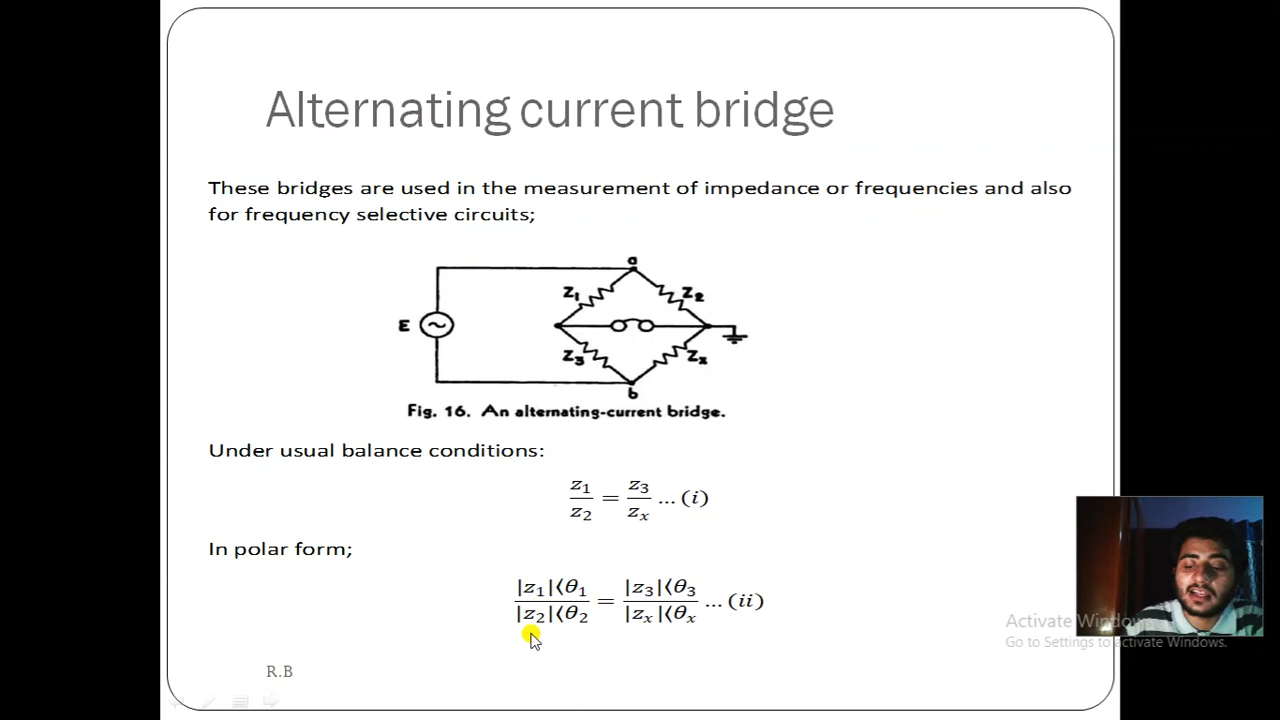 Alternating current bridge
These bridges are used in the measurement of impedance or frequencies and also
for frequency selective circuits;
a
Z₁ Z₂
E
Z₃ Zₓ
b
Fig. 16. An alternating-current bridge.
Under usual balance conditions:
z₁/z₂ = z₃/zₓ … (i)
In polar form;
|z₁|⟨θ₁/|z₂|⟨θ₂ = |z₃|⟨θ₃/|zₓ|⟨θₓ … (ii)
Activate Windows
Go to Settings to activate Windows.
R.B